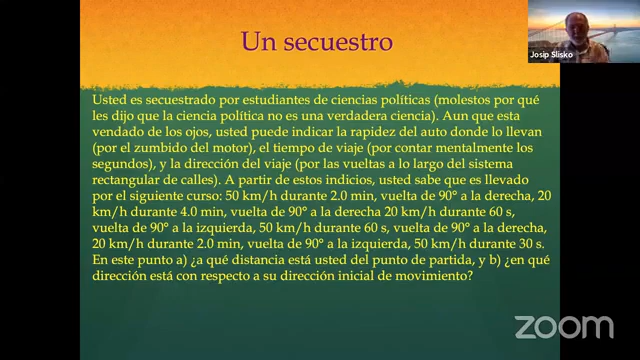 Un secuestro
Josip Slisko
Usted es secuestrado por estudiantes de ciencias políticas (molestos por qué
les dijo que la ciencia política no es una verdadera ciencia). Aun que esta
vendado de los ojos, usted puede indicar la rapidez del auto donde lo llevan
(por el zumbido del motor), el tiempo de viaje (por contar mentalmente los
segundos), y la dirección del viaje (por las vueltas a lo largo del sistema
rectangular de calles). A partir de estos indicios, usted sabe que es llevado
por el siguiente curso: 50 km/h durante 2.0 min, vuelta de 90° a la derecha, 20
km/h durante 4.0 min, vuelta de 90° a la derecha 20 km/h durante 60 s,
vuelta de 90° a la izquierda, 50 km/h durante 60 s, vuelta de 90° a la derecha,
20 km/h durante 2.0 min, vuelta de 90° a la izquierda, 50 km/h durante 30 s.
En este punto a) ¿a qué distancia está usted del punto de partida, y b) ¿en qué
dirección está con respecto a su dirección inicial de movimiento?
zoom